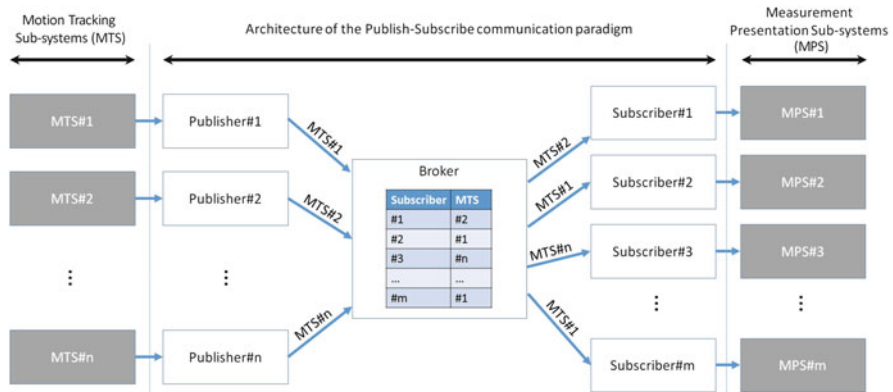 Motion Tracking
Sub-systems (MTS)
Architecture of the Publish-Subscribe communication paradigm
Measurement
Presentation Sub-systems
(MPS)
MTS#1
Publisher#1
MTS#1
MTS#2
Publisher#2
MTS#2
⋮
⋮
MTS#n
Publisher#n
MTS#n
Broker
Subscriber MTS
#1 #2
#2 #1
#3 #n
... ...
#m #1
MTS#2
Subscriber#1
MPS#1
MTS#1
Subscriber#2
MPS#2
MTS#n
Subscriber#3
MPS#3
⋮
⋮
MTS#1
Subscriber#m
MPS#m